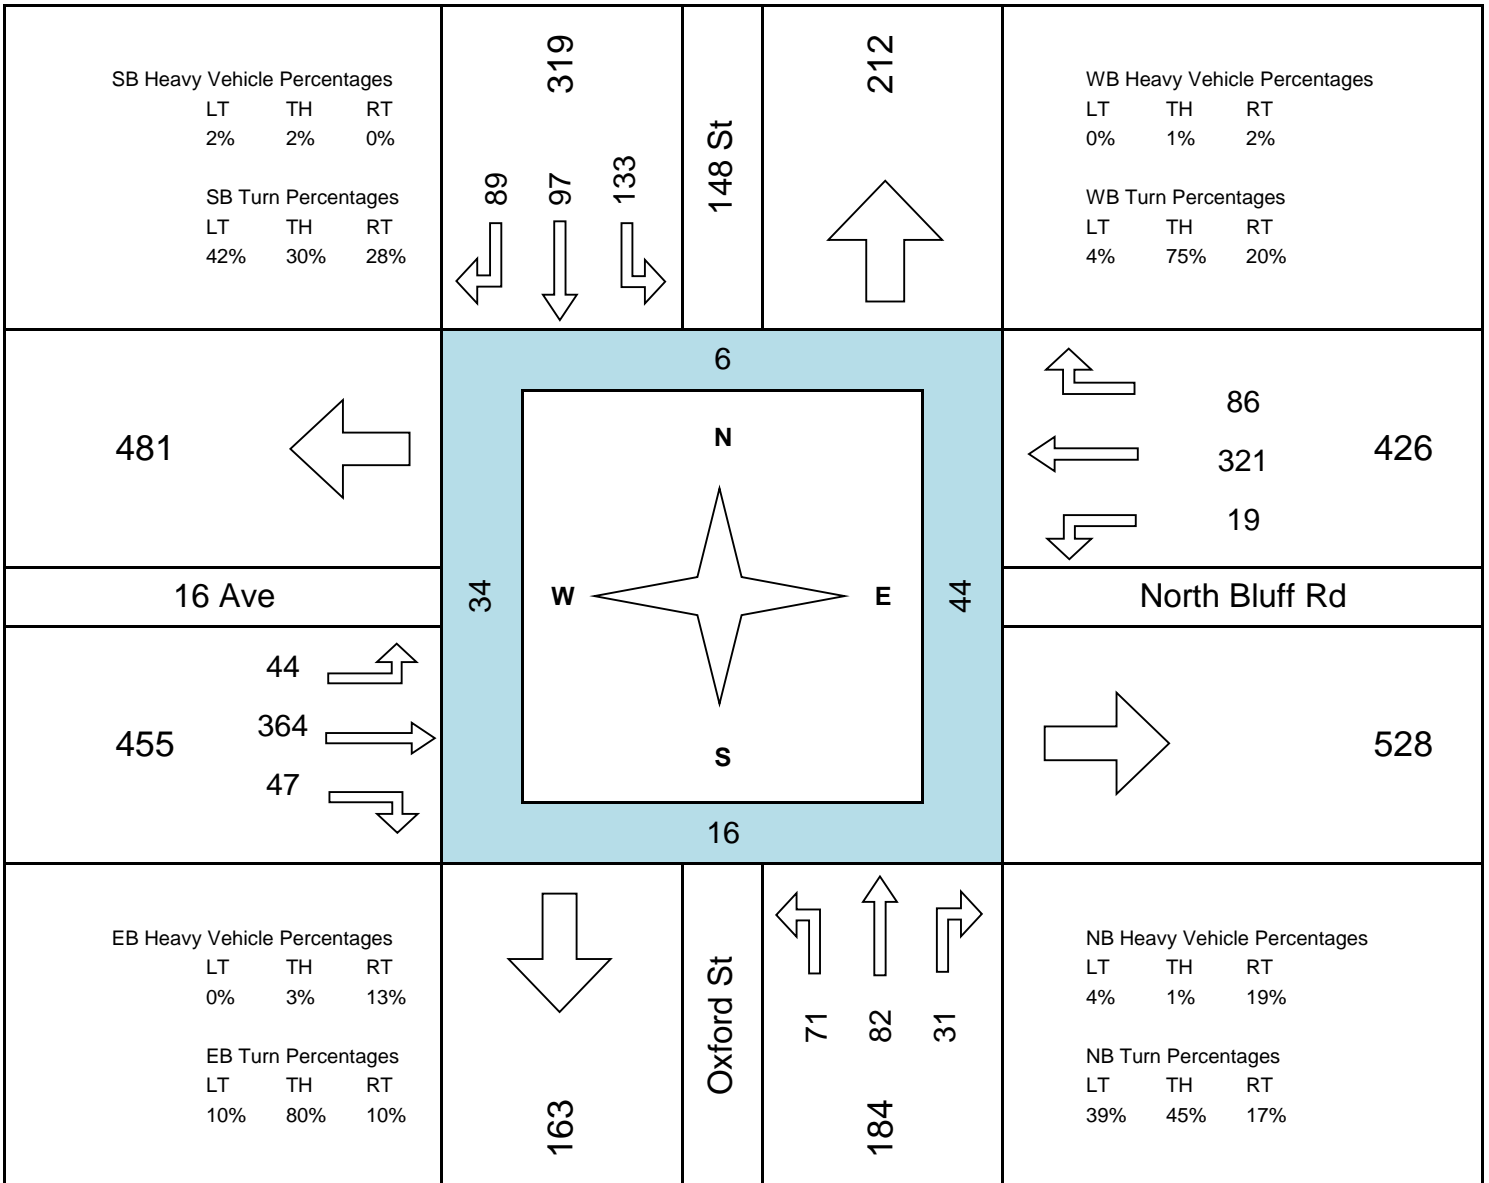 SB Heavy Vehicle Percentages
LT TH RT
2% 2% 0%
SB Turn Percentages
LT TH RT
42% 30% 28%
319
89 97 133
148 St
212
WB Heavy Vehicle Percentages
LT TH RT
0% 1% 2%
WB Turn Percentages
LT TH RT
4% 75% 20%
481
6
86
321
19
426
N
W E
S
34
44
16
16 Ave
North Bluff Rd
44
364
47
455
528
EB Heavy Vehicle Percentages
LT TH RT
0% 3% 13%
EB Turn Percentages
LT TH RT
10% 80% 10%
163
Oxford St
71 82 31
184
NB Heavy Vehicle Percentages
LT TH RT
4% 1% 19%
NB Turn Percentages
LT TH RT
39% 45% 17%